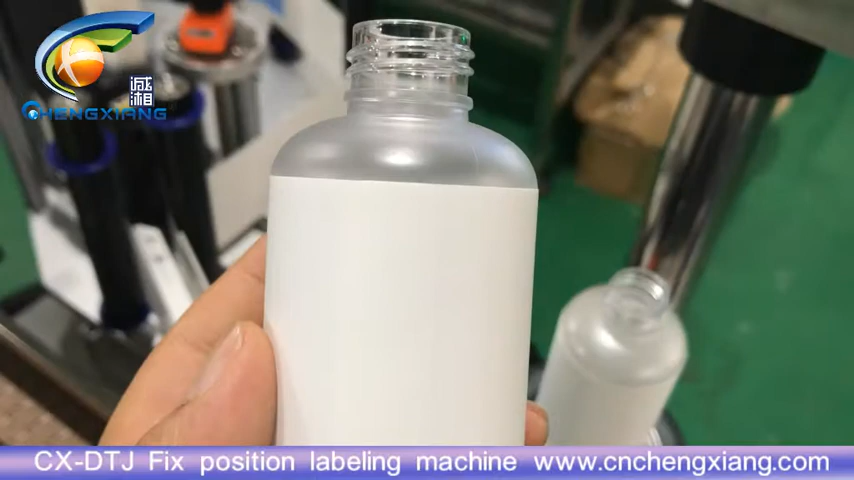 诚湘
CHENGXIANG
CX-DTJ Fix position labeling machine www.cnchengxiang.com